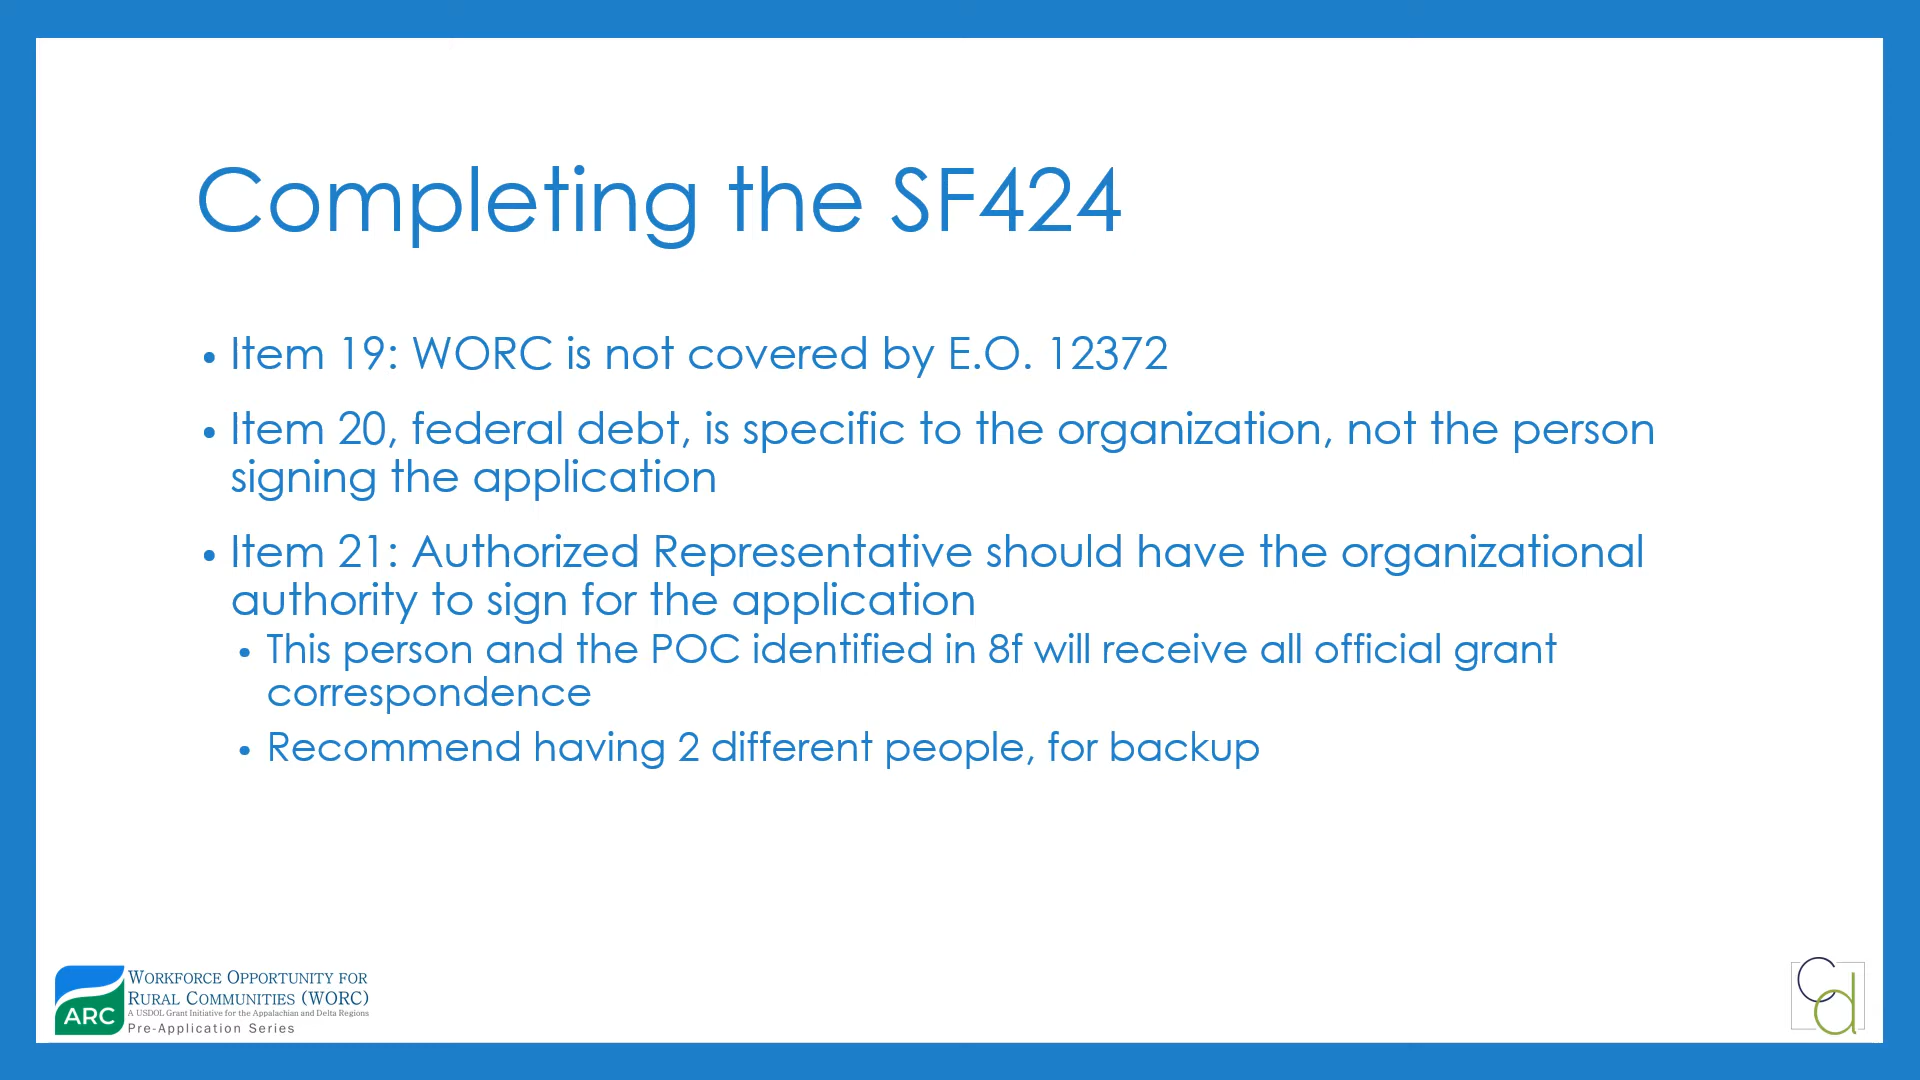 Completing the SF424
• Item 19: WORC is not covered by E.O. 12372
• Item 20, federal debt, is specific to the organization, not the person
signing the application
• Item 21: Authorized Representative should have the organizational
authority to sign for the application
• This person and the POC identified in 8f will receive all official grant
correspondence
• Recommend having 2 different people, for backup
ARC
WORKFORCE OPPORTUNITY FOR
RURAL COMMUNITIES (WORC)
A USDOL Grant Initiative for the Appalachian and Delta Regions
Pre-Application Series
cd